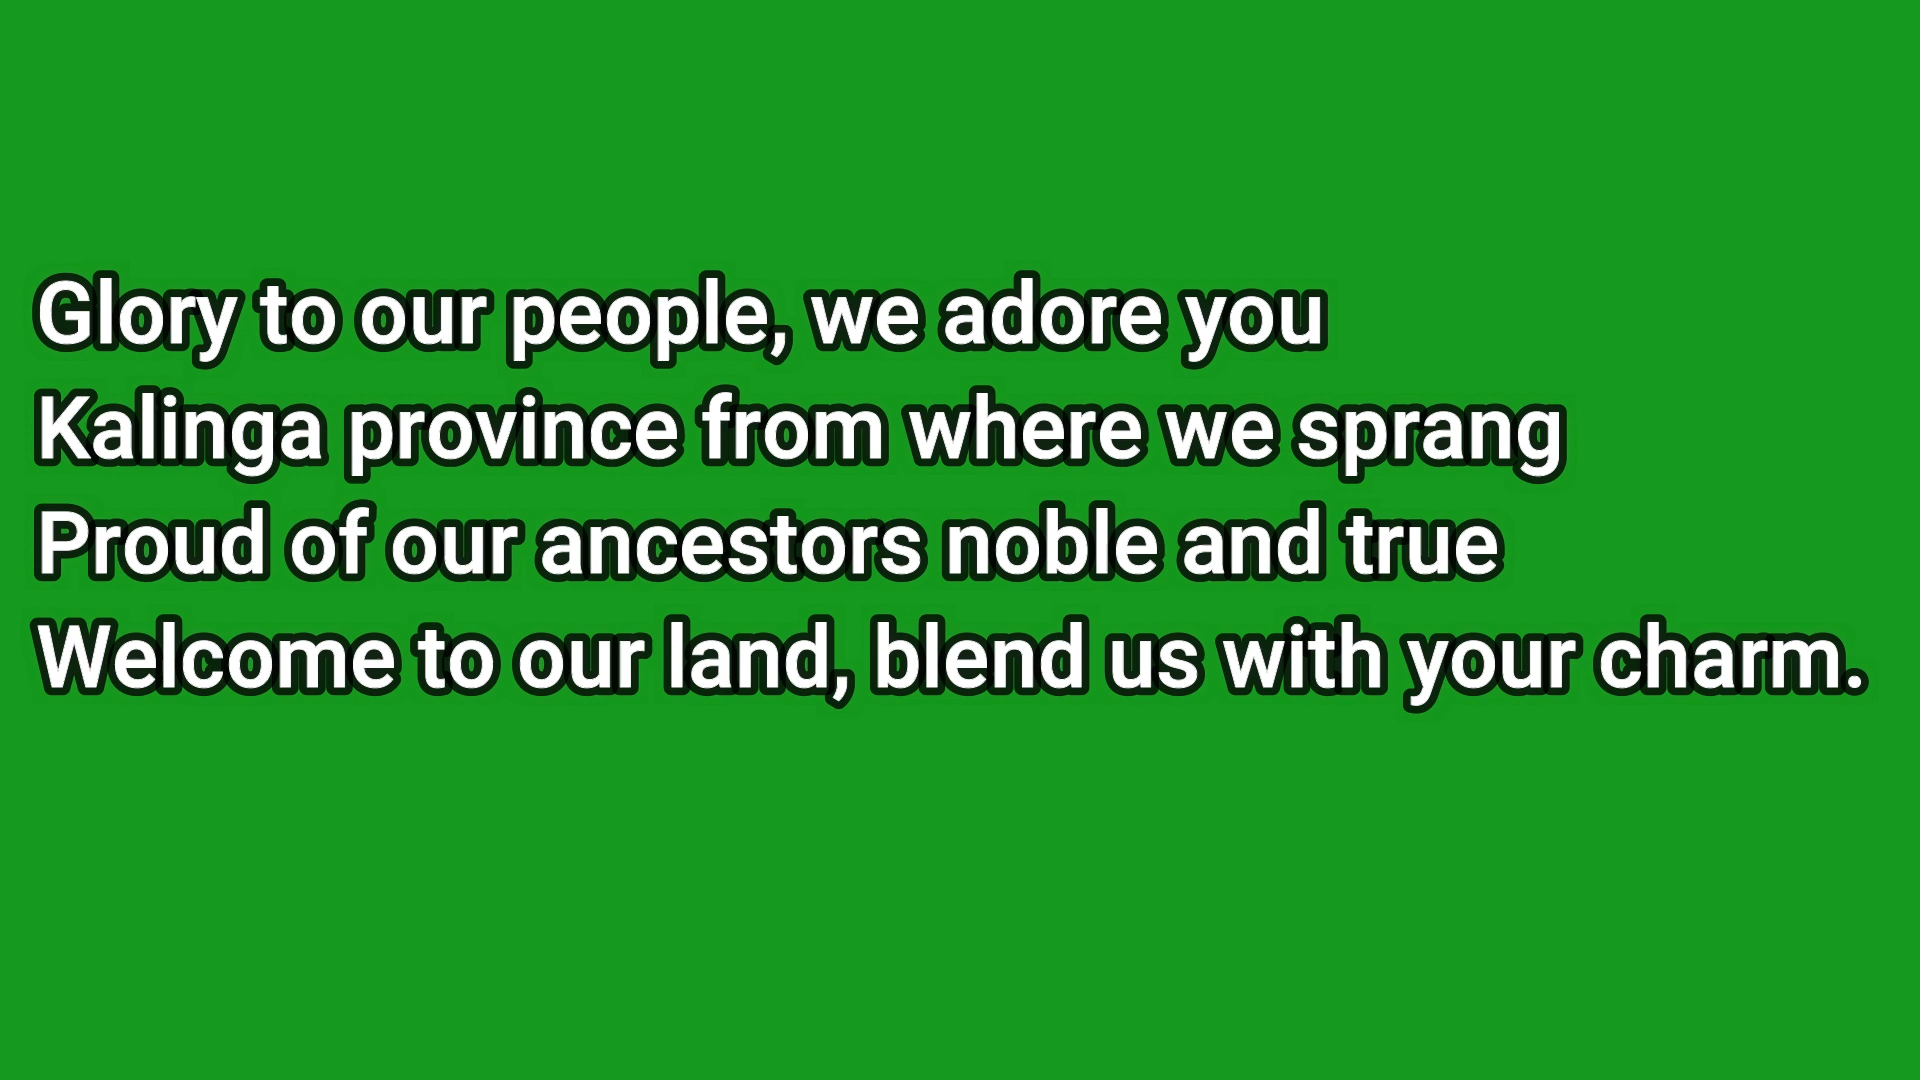 Glory to our people, we adore you
Kalinga province from where we sprang
Proud of our ancestors noble and true
Welcome to our land, blend us with your charm.